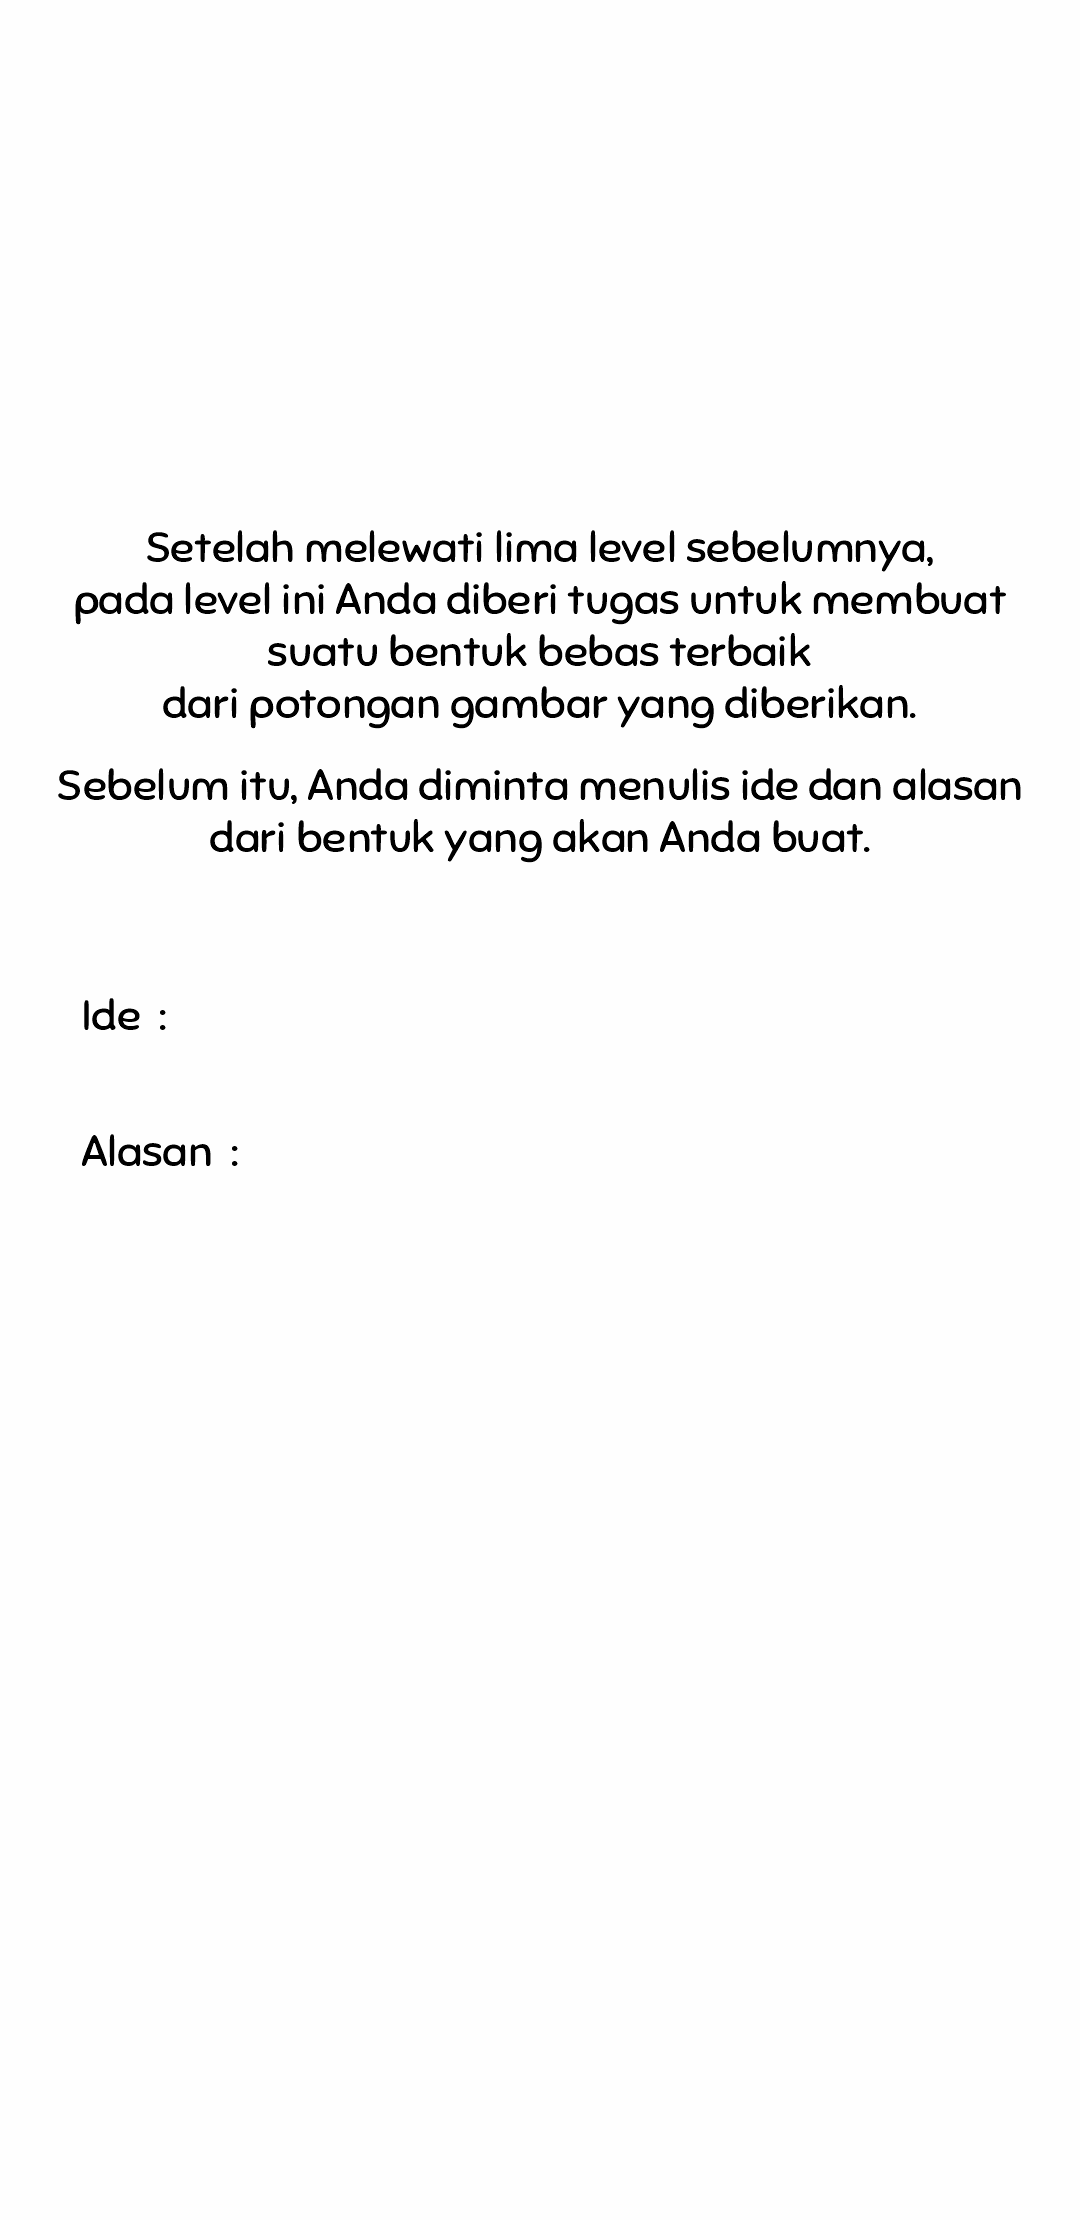 Setelah melewati lima level sebelumnya,
pada level ini Anda diberi tugas untuk membuat
suatu bentuk bebas terbaik
dari potongan gambar yang diberikan.
Sebelum itu, Anda diminta menulis ide dan alasan
dari bentuk yang akan Anda buat.
Ide :
Alasan :